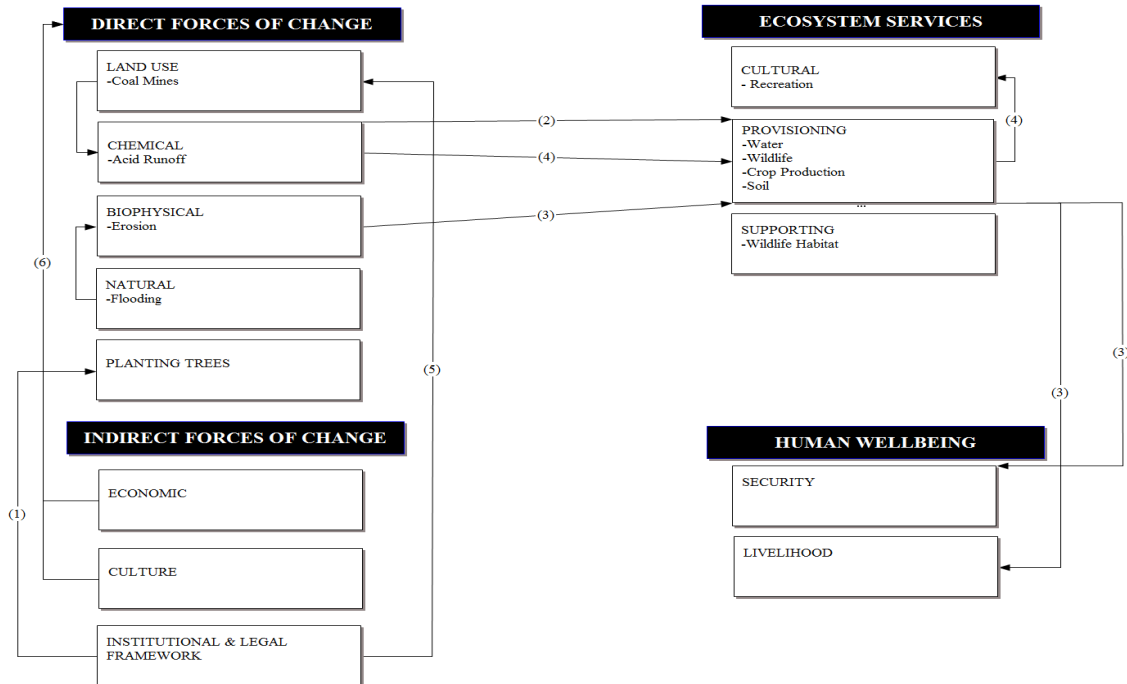 DIRECT FORCES OF CHANGE
LAND USE
-Coal Mines
CHEMICAL
-Acid Runoff
BIOPHYSICAL
-Erosion
NATURAL
-Flooding
PLANTING TREES
INDIRECT FORCES OF CHANGE
ECONOMIC
CULTURE
INSTITUTIONAL & LEGAL
FRAMEWORK
(6)
(1)
(5)
(2)
(4)
(3)
ECOSYSTEM SERVICES
CULTURAL
- Recreation
PROVISIONING
-Water
-Wildlife
-Crop Production
-Soil
...
SUPPORTING
-Wildlife Habitat
(4)
(3)
(3)
HUMAN WELLBEING
SECURITY
LIVELIHOOD